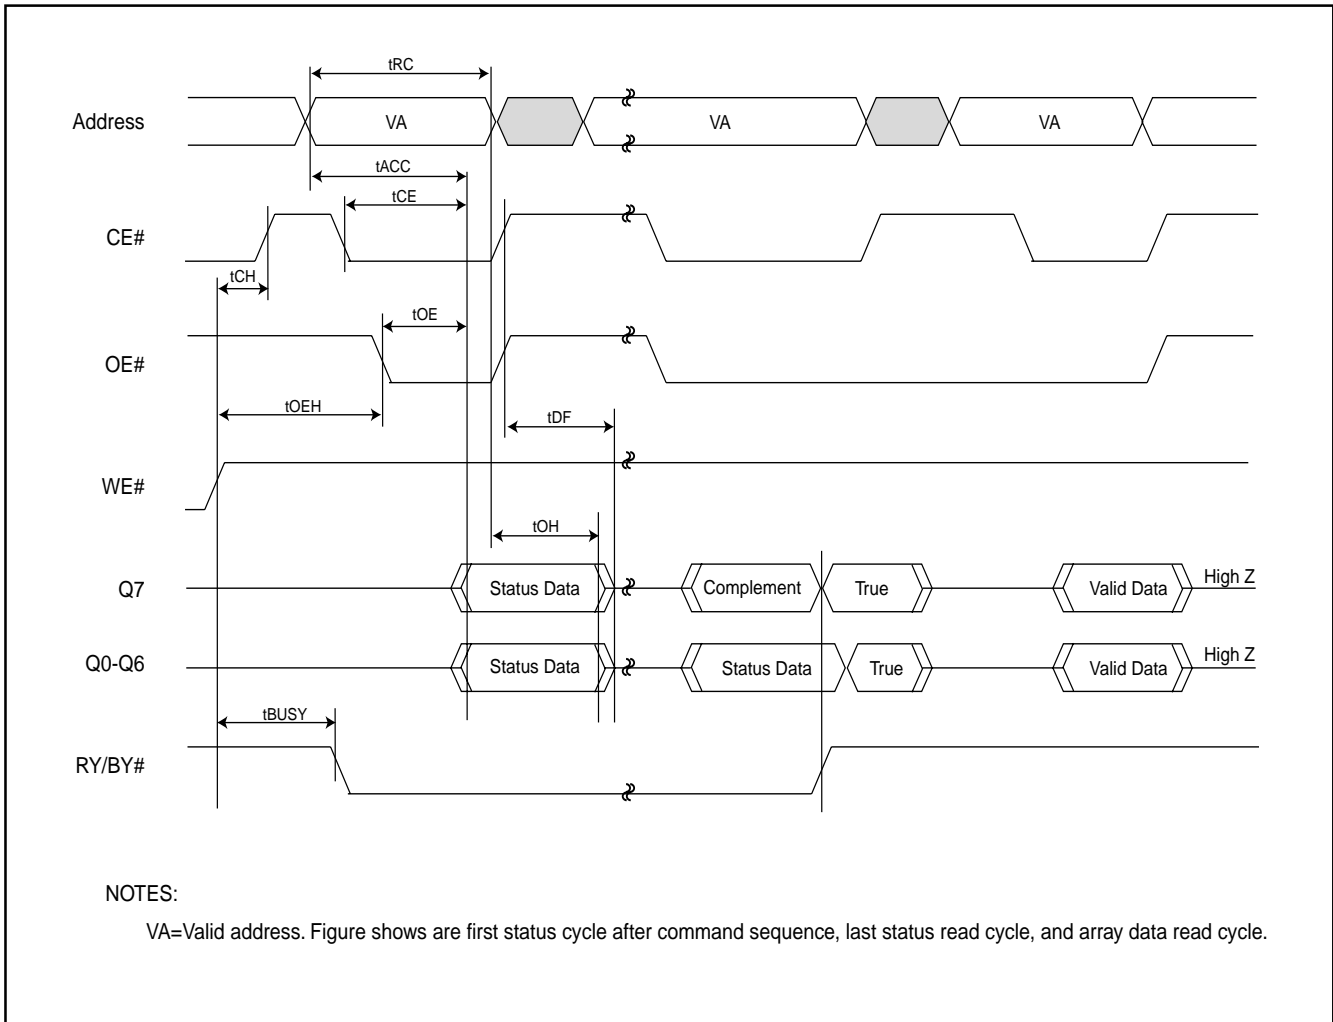 tRC
Address VA VA VA
tACC
tCE
CE#
tCH
tOE
OE#
tOEH tDF
WE#
tOH
Q7 Status Data Complement True Valid Data High Z
Q0-Q6 Status Data Status Data True Valid Data High Z
tBUSY
RY/BY#
NOTES:
VA=Valid address. Figure shows are first status cycle after command sequence, last status read cycle, and array data read cycle.